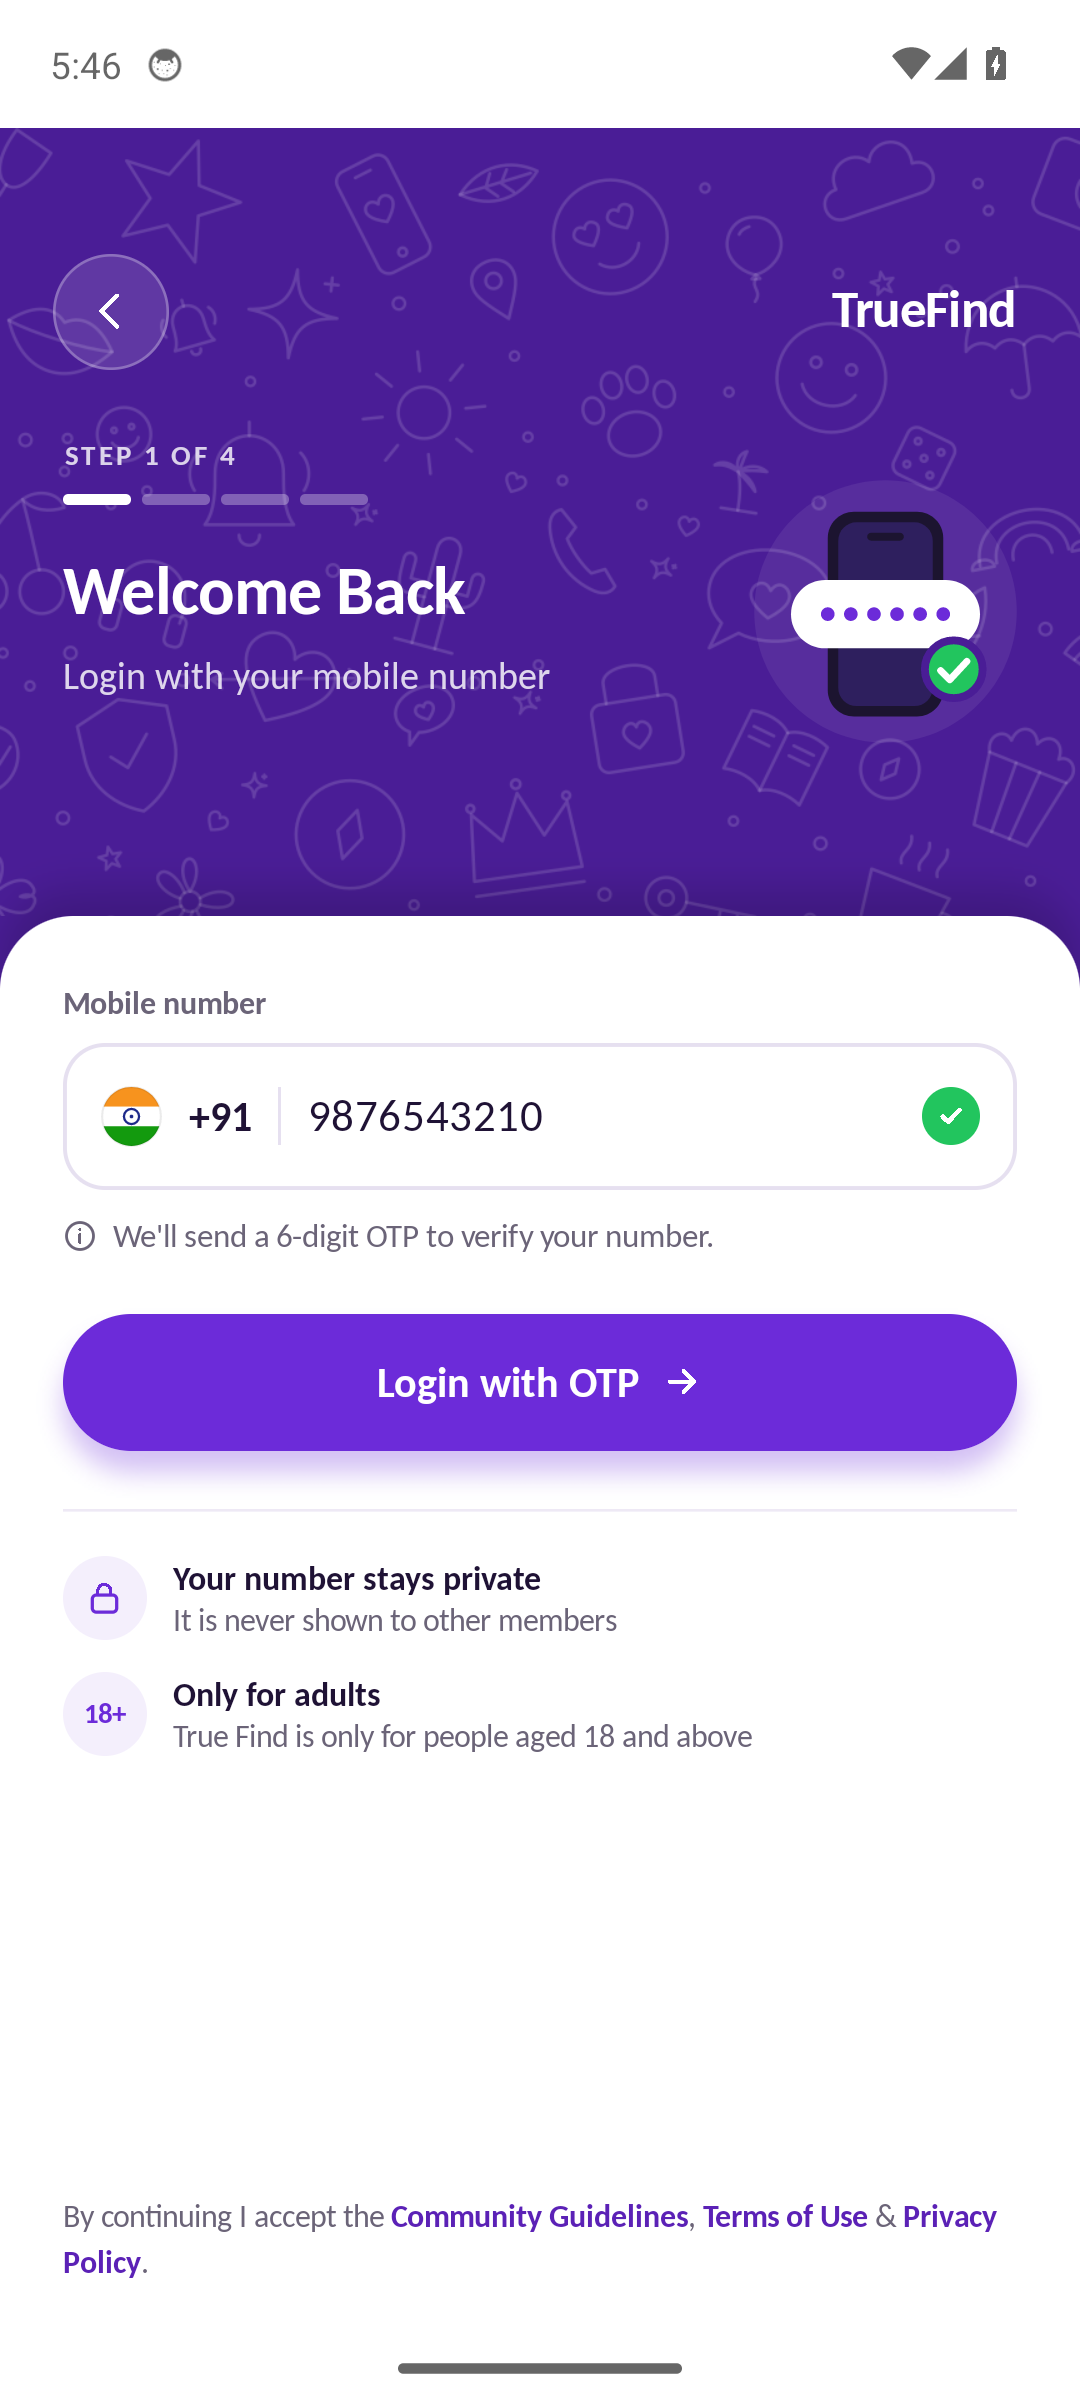 5:46
TrueFind
STEP 1 OF 4
Welcome Back
Login with your mobile number
Mobile number
+91 9876543210
We'll send a 6-digit OTP to verify your number.
Login with OTP
Your number stays private
It is never shown to other members
18+
Only for adults
True Find is only for people aged 18 and above
By continuing I accept the Community Guidelines, Terms of Use & Privacy
Policy.